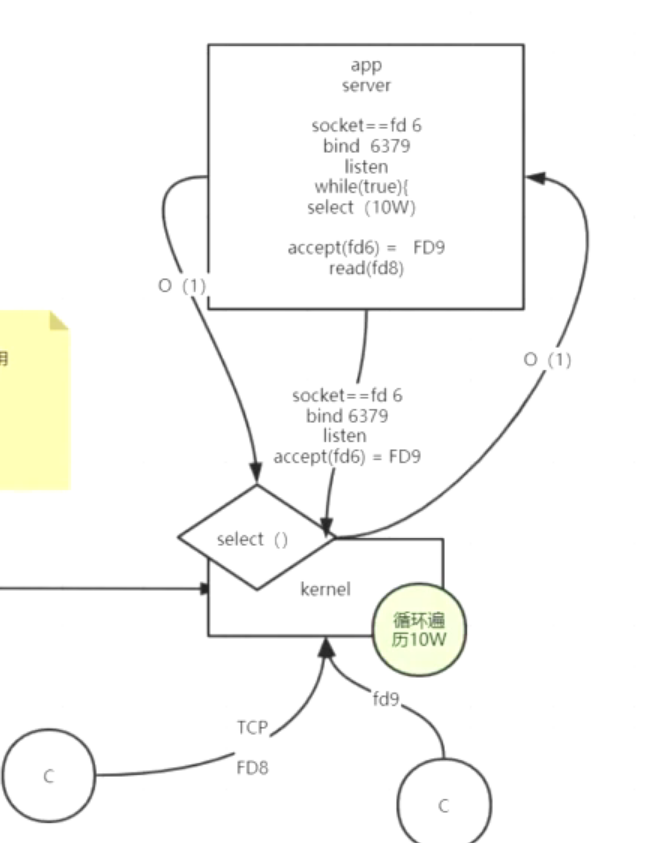 app
server
socket==fd 6
bind 6379
listen
while(true){
select（10W）
accept(fd6) = FD9
read(fd8)
O（1）
用
O（1）
socket==fd 6
bind 6379
listen
accept(fd6) = FD9
select（）
kernel
循环遍
历10W
fd9
TCP
FD8
C
C